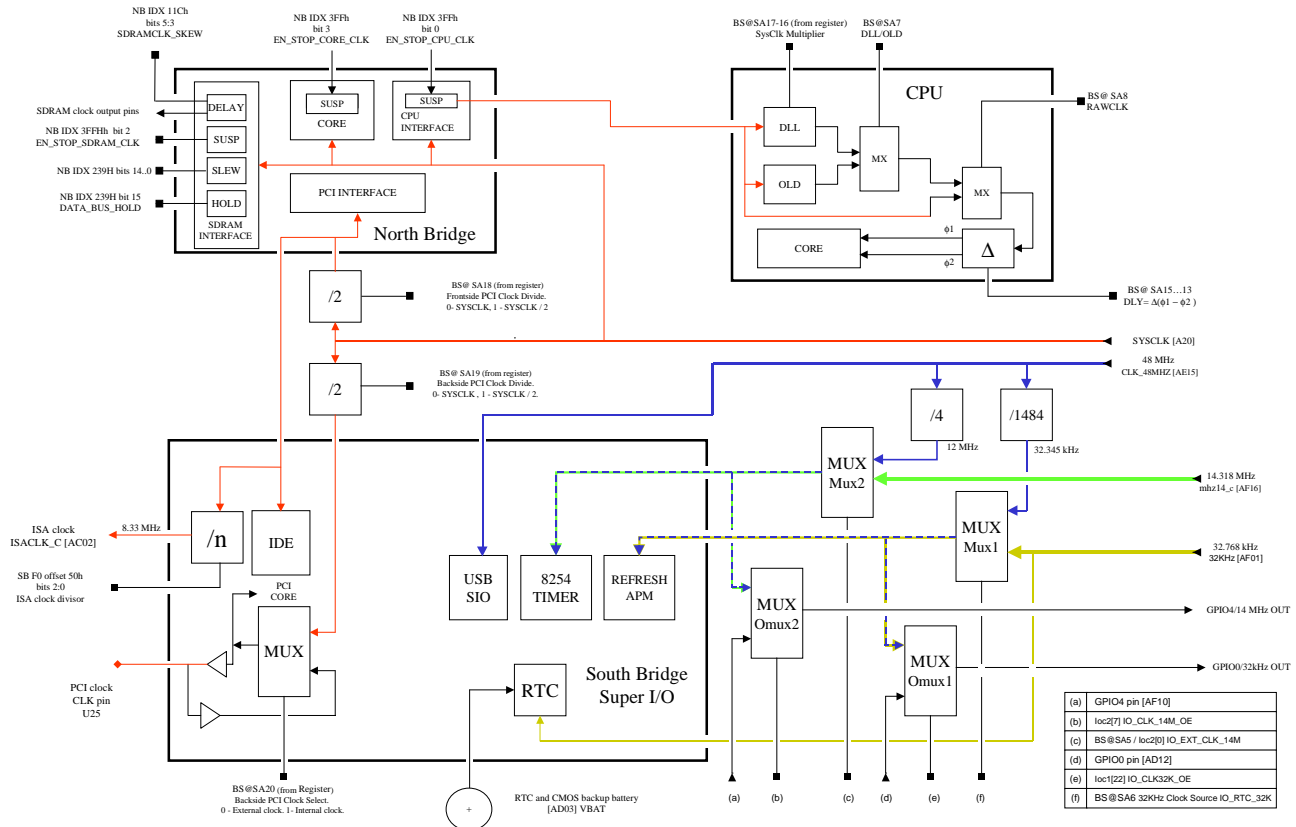 NB IDX 11Ch
bits 5:3
SDRAMCLK_SKEW
NB IDX 3FFh
bit 3
EN_STOP_CORE_CLK
NB IDX 3FFh
bit 0
EN_STOP_CPU_CLK
BS@SA17-16 (from register)
SysClk Multiplier
BS@SA7
DLL/OLD
SDRAM clock output pins
NB IDX 3FFHh bit 2
EN_STOP_SDRAM_CLK
NB IDX 239H bits 14..0
NB IDX 239H bit 15
DATA_BUS_HOLD
DELAY
SUSP
SLEW
HOLD
SDRAM
INTERFACE
SUSP
CORE
SUSP
CPU
INTERFACE
PCI INTERFACE
North Bridge
CPU
DLL
OLD
MX
MX
CORE
ϕ1
ϕ2
Δ
BS@ SA8
RAWCLK
BS@ SA15…13
DLY= Δ(ϕ1 – ϕ2 )
/2
BS@ SA18 (from register)
Frontside PCI Clock Divide.
0- SYSCLK, 1 - SYSCLK / 2
/2
BS@ SA19 (from register)
Backside PCI Clock Divide.
0- SYSCLK , 1 - SYSCLK / 2.
SYSCLK [A20]
48 MHz
CLK_48MHZ [AE15]
/4
/1484
12 MHz
32.345 kHz
MUX
Mux2
14.318 MHz
mhz14_c [AF16]
MUX
Mux1
32.768 kHz
32KHz [AF01]
ISA clock
ISACLK_C [AC02]
8.33 MHz
/n
IDE
SB F0 offset 50h
bits 2:0
ISA clock divisor
PCI
CORE
MUX
PCI clock
CLK pin
U25
USB
SIO
8254
TIMER
REFRESH
APM
MUX
Omux2
GPIO4/14 MHz OUT
MUX
Omux1
GPIO0/32kHz OUT
RTC
South Bridge
Super I/O
BS@SA20 (from Register)
Backside PCI Clock Select.
0 - External clock. 1- Internal clock.
+
RTC and CMOS backup battery
[AD03] VBAT
(a)
(b)
(c)
(d)
(e)
(f)
(a) GPIO4 pin [AF10]
(b) Ioc2[7] IO_CLK_14M_OE
(c) BS@SA5 / Ioc2[0] IO_EXT_CLK_14M
(d) GPIO0 pin [AD12]
(e) Ioc1[22] IO_CLK32K_OE
(f) BS@SA6 32KHz Clock Source IO_RTC_32K